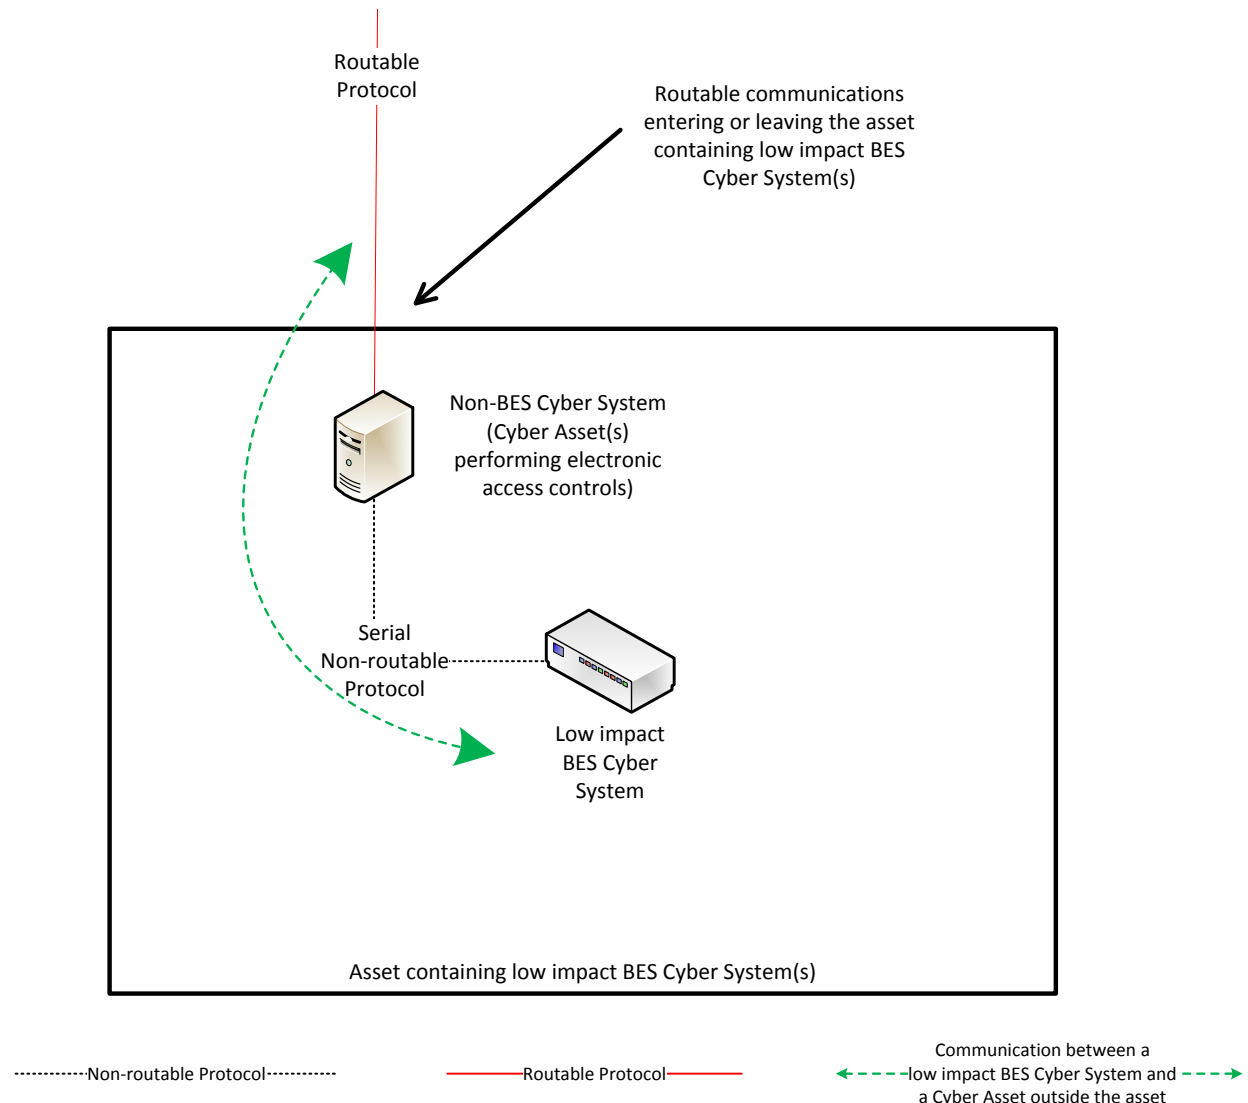 Routable
Protocol
Routable communications
entering or leaving the asset
containing low impact BES
Cyber System(s)
Non-BES Cyber System
(Cyber Asset(s)
performing electronic
access controls)
Serial
Non-routable
Protocol
Low impact
BES Cyber
System
Asset containing low impact BES Cyber System(s)
Non-routable Protocol
Routable Protocol
Communication between a
low impact BES Cyber System and
a Cyber Asset outside the asset